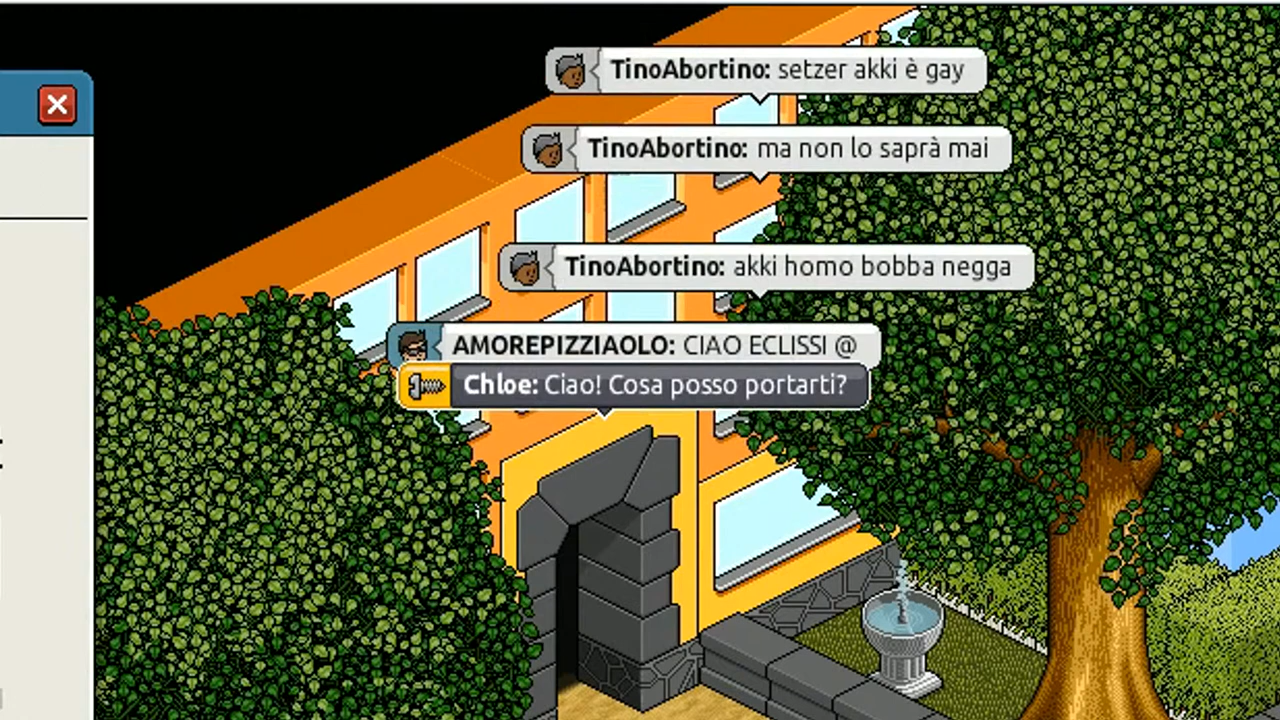 TinoAbortino: setzer akki è gay
TinoAbortino: ma non lo saprà mai
TinoAbortino: akki homo bobba negga
AMOREPIZZIAOLO: CIAO ECLISSI @
Chloe: Ciao! Cosa posso portarti?